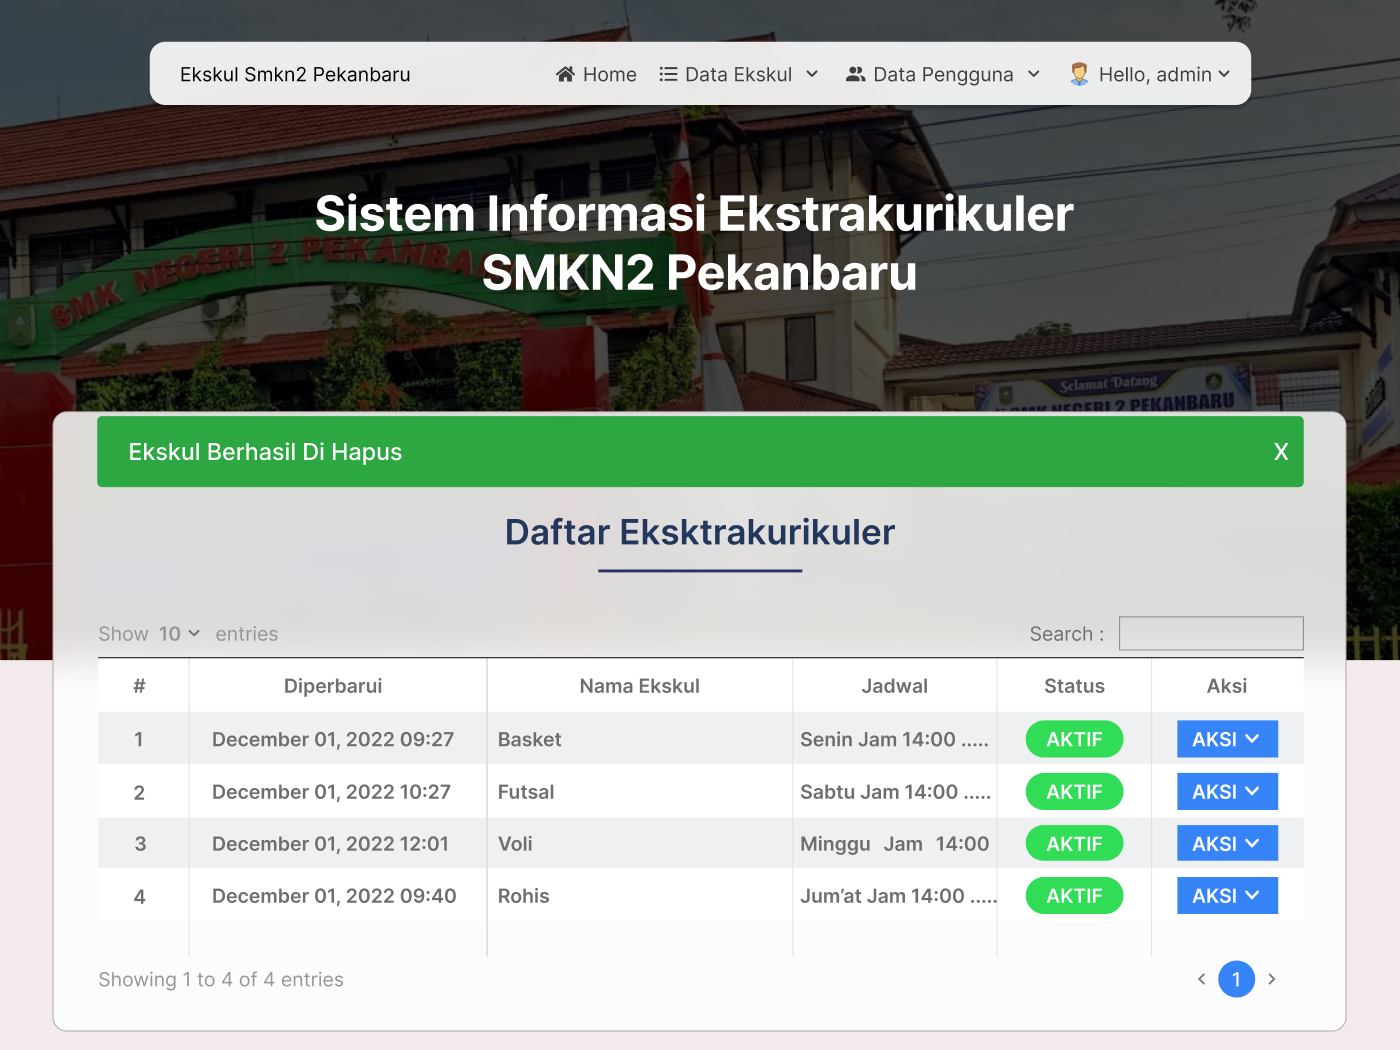 Ekskul Smkn2 Pekanbaru Home Data Ekskul Data Pengguna Hello, admin
Sistem Informasi Ekstrakurikuler
SMKN2 Pekanbaru
SMK NEGERI 2 PEKANBA
Selamat Datang
SMK NEGERI 2 PEKANBARU
Ekskul Berhasil Di Hapus X
Daftar Eksktrakurikuler
Show 10 entries Search :
# Diperbarui Nama Ekskul Jadwal Status Aksi
1 December 01, 2022 09:27 Basket Senin Jam 14:00 ..... AKTIF AKSI
2 December 01, 2022 10:27 Futsal Sabtu Jam 14:00 ..... AKTIF AKSI
3 December 01, 2022 12:01 Voli Minggu Jam 14:00 AKTIF AKSI
4 December 01, 2022 09:40 Rohis Jum’at Jam 14:00 ..... AKTIF AKSI
Showing 1 to 4 of 4 entries < 1 >